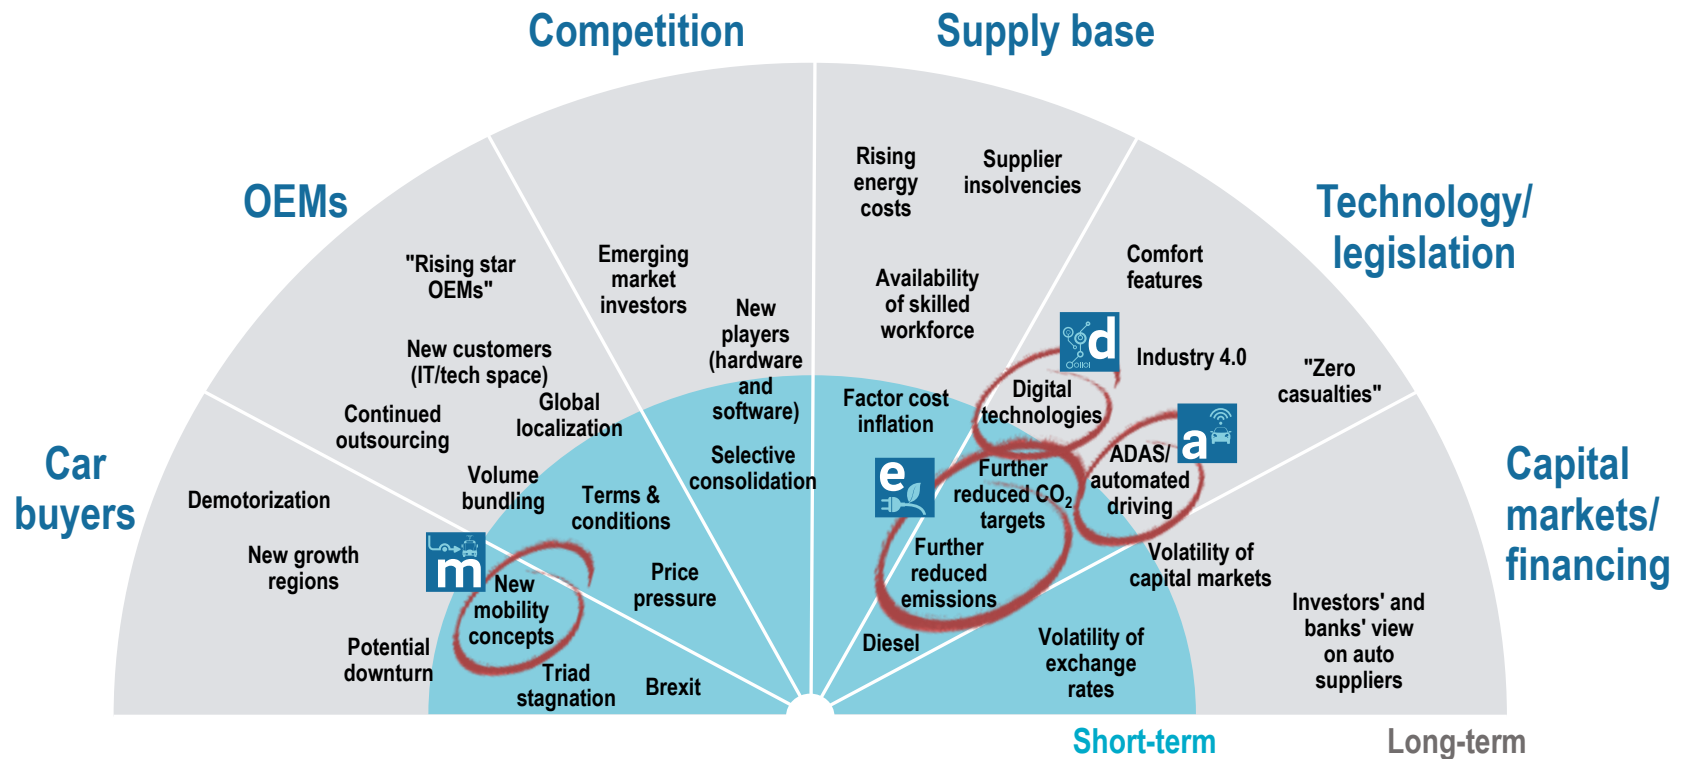 Competition
Supply base
OEMs
Technology/
legislation
Car
buyers
Capital
markets/
financing
Demotorization
New growth
regions
Potential
downturn
m
New
mobility
concepts
Triad
stagnation
Brexit
"Rising star
OEMs"
New customers
(IT/tech space)
Continued
outsourcing
Global
localization
Volume
bundling
Terms &
conditions
Price
pressure
Emerging
market
investors
New
players
(hardware
and
software)
Selective
consolidation
Rising
energy
costs
Supplier
insolvencies
Availability
of skilled
workforce
Factor cost
inflation
Comfort
features
d
Digital
technologies
Industry 4.0
"Zero
casualties"
a
ADAS/
automated
driving
e
Further
reduced CO₂
targets
Further
reduced
emissions
Diesel
Volatility of
capital markets
Volatility of
exchange
rates
Investors' and
banks' view
on auto
suppliers
Short-term
Long-term